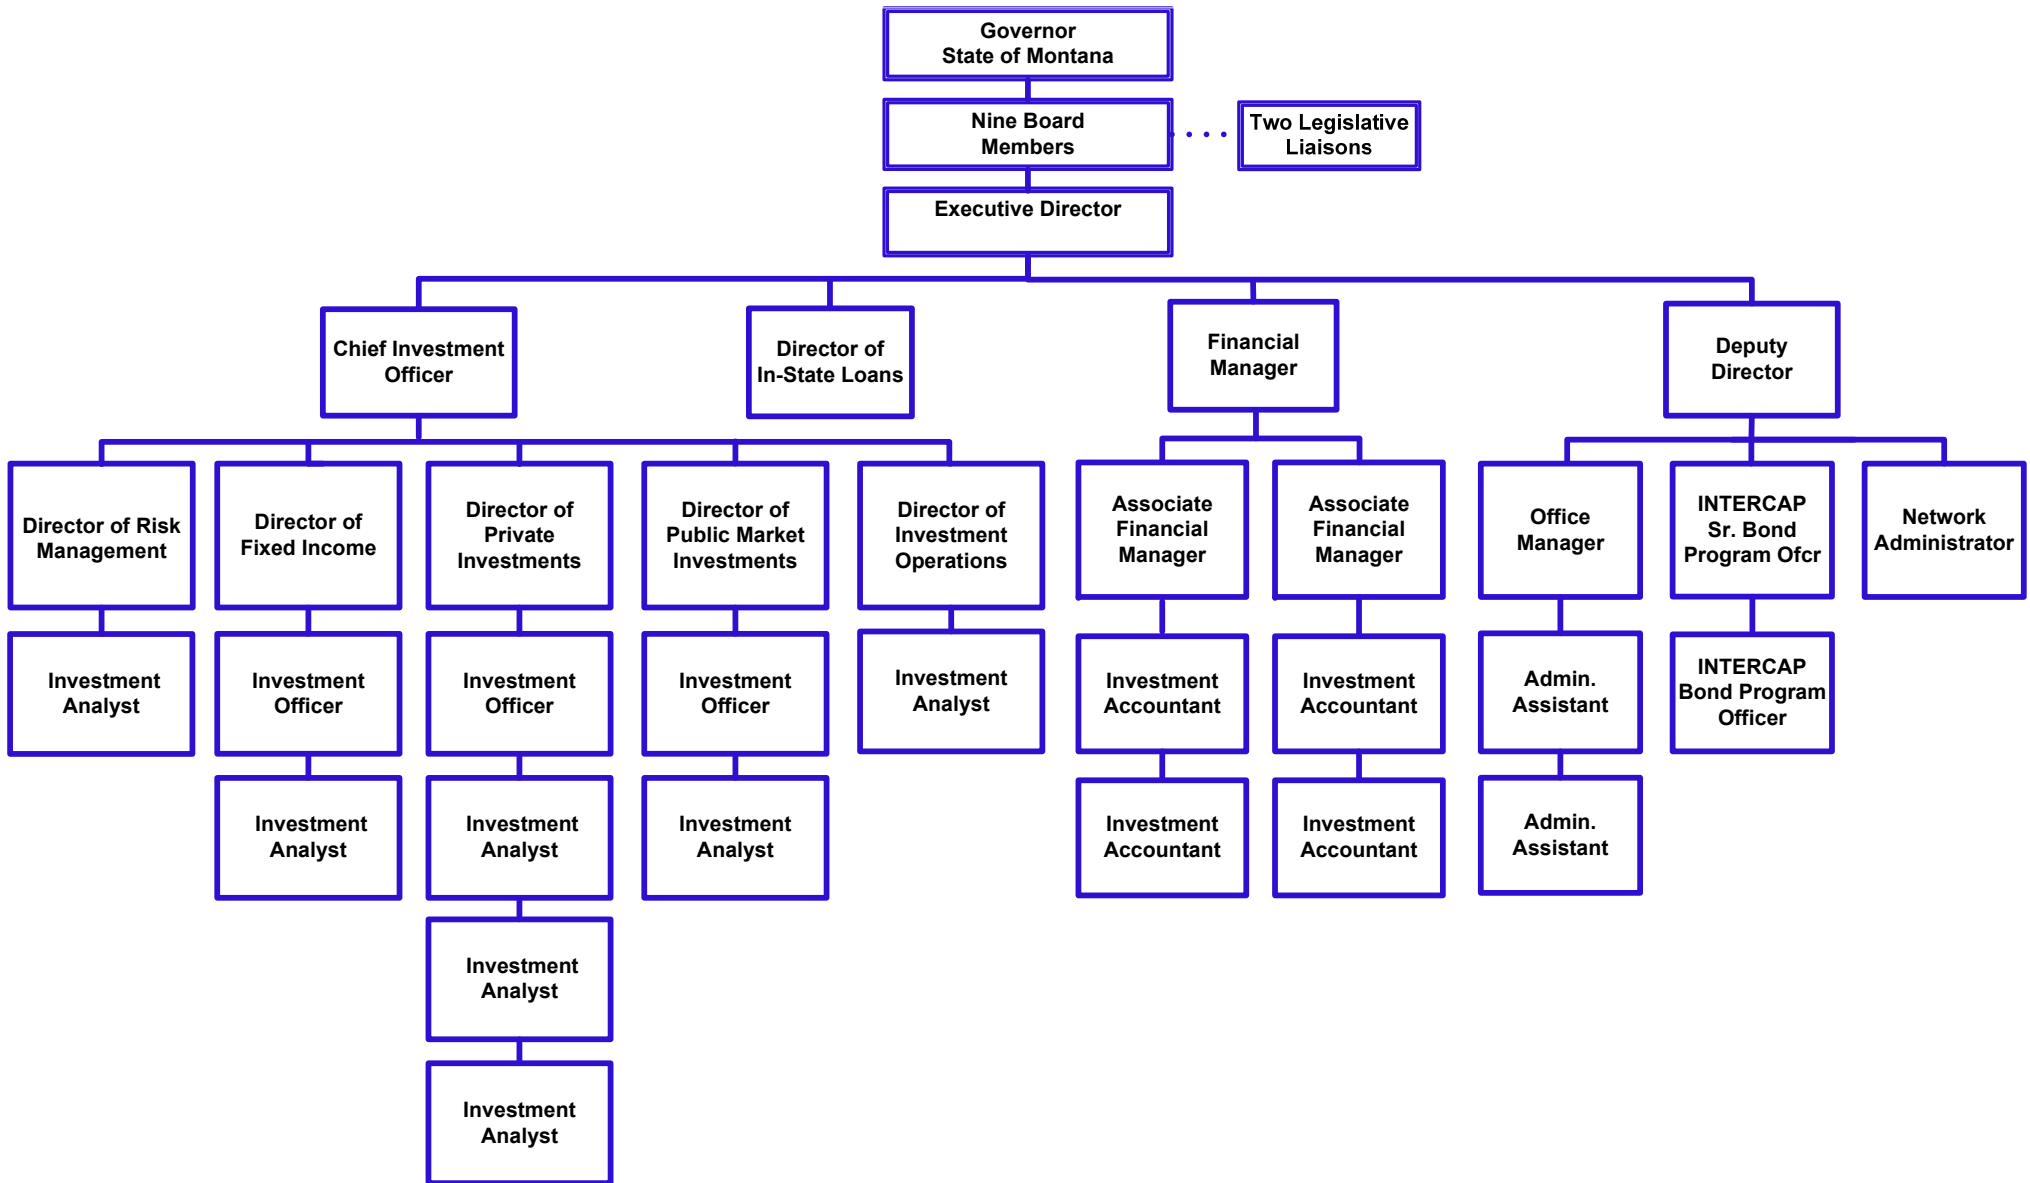 Governor
State of Montana
Nine Board
Members
Two Legislative
Liaisons
Executive Director
Chief Investment
Officer
Director of
In-State Loans
Financial
Manager
Deputy
Director
Director of Risk
Management
Director of
Fixed Income
Director of
Private
Investments
Director of
Public Market
Investments
Director of
Investment
Operations
Associate
Financial
Manager
Associate
Financial
Manager
Office
Manager
INTERCAP
Sr. Bond
Program Ofcr
Network
Administrator
Investment
Analyst
Investment
Officer
Investment
Officer
Investment
Officer
Investment
Analyst
Investment
Accountant
Investment
Accountant
Admin.
Assistant
INTERCAP
Bond Program
Officer
Investment
Analyst
Investment
Analyst
Investment
Analyst
Investment
Accountant
Investment
Accountant
Admin.
Assistant
Investment
Analyst
Investment
Analyst